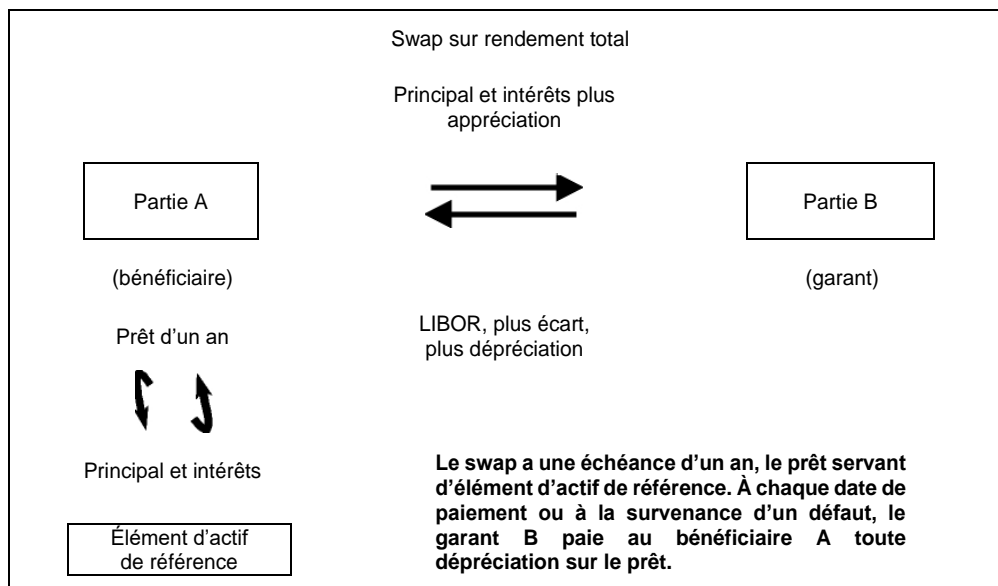 Swap sur rendement total
Principal et intérêts plus
appréciation
Partie A
Partie B
(bénéficiaire)
(garant)
Prêt d'un an
LIBOR, plus écart,
plus dépréciation
Principal et intérêts
Élément d'actif
de référence
Le swap a une échéance d'un an, le prêt servant
d'élément d'actif de référence. À chaque date de
paiement ou à la survenance d'un défaut, le
garant B paie au bénéficiaire A toute
dépréciation sur le prêt.